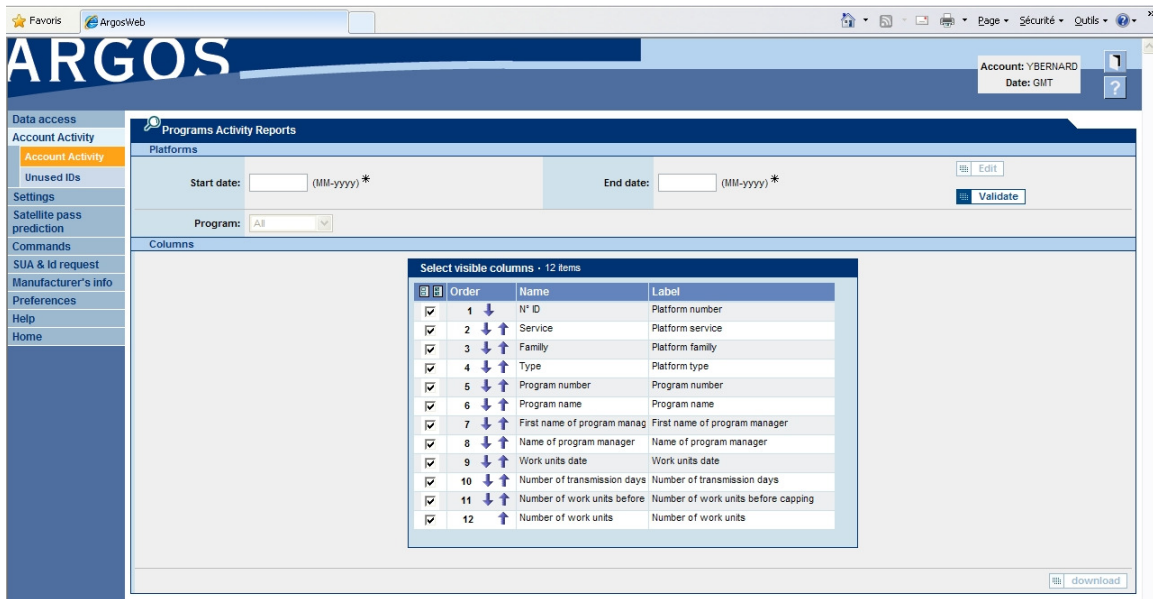 Favoris ArgosWeb Page Sécurité Outils »
ARGOS
Account: YBERNARD
Date: GMT
?
Data access
Account Activity
Account Activity
Unused IDs
Settings
Satellite pass
prediction
Commands
SUA & Id request
Manufacturer's info
Preferences
Help
Home
Programs Activity Reports
Platforms
Start date: (MM-yyyy) * End date: (MM-yyyy) *
Edit
Validate
Program: All
Columns
Select visible columns · 12 items
Order Name Label
1 N° ID Platform number
2 Service Platform service
3 Familly Platform family
4 Type Platform type
5 Program number Program number
6 Program name Program name
7 First name of program manag First name of program manager
8 Name of program manager Name of program manager
9 Work units date Work units date
10 Number of transmission days Number of transmission days
11 Number of work units before Number of work units before capping
12 Number of work units Number of work units
download